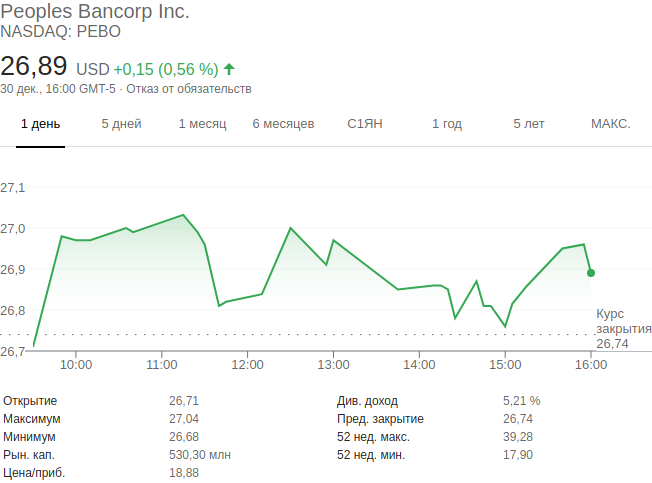 Peoples Bancorp Inc.
NASDAQ: PEBO
26,89 USD +0,15 (0,56 %)
30 дек., 16:00 GMT-5 · Отказ от обязательств
1 день 5 дней 1 месяц 6 месяцев С1ЯН 1 год 5 лет МАКС.
27,1
27,0
26,9
26,8
26,7
Курс
закрытия
26,74
10:00 11:00 12:00 13:00 14:00 15:00 16:00
Открытие 26,71 Див. доход 5,21 %
Максимум 27,04 Пред. закрытие 26,74
Минимум 26,68 52 нед. макс. 39,28
Рын. кап. 530,30 млн 52 нед. мин. 17,90
Цена/приб. 18,88